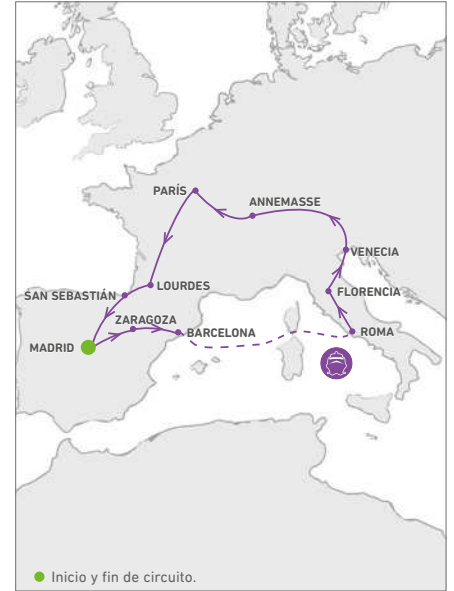 PARÍS
ANNEMASSE
VENECIA
LOURDES
SAN SEBASTIÁN
FLORENCIA
ZARAGOZA
BARCELONA
ROMA
MADRID
Inicio y fin de circuito.